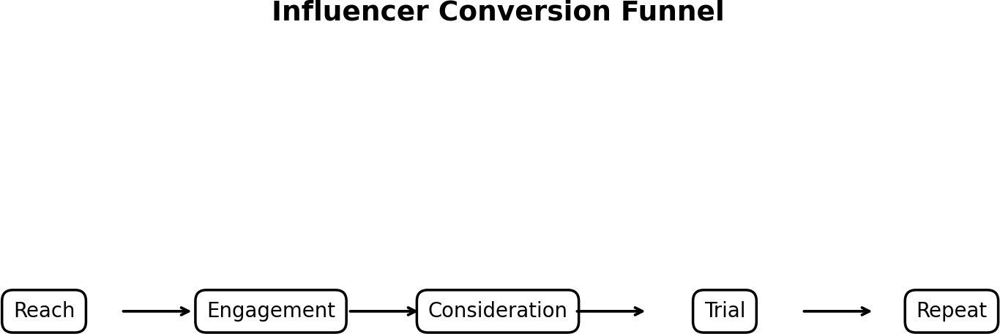 Influencer Conversion Funnel
Reach
Engagement
Consideration
Trial
Repeat